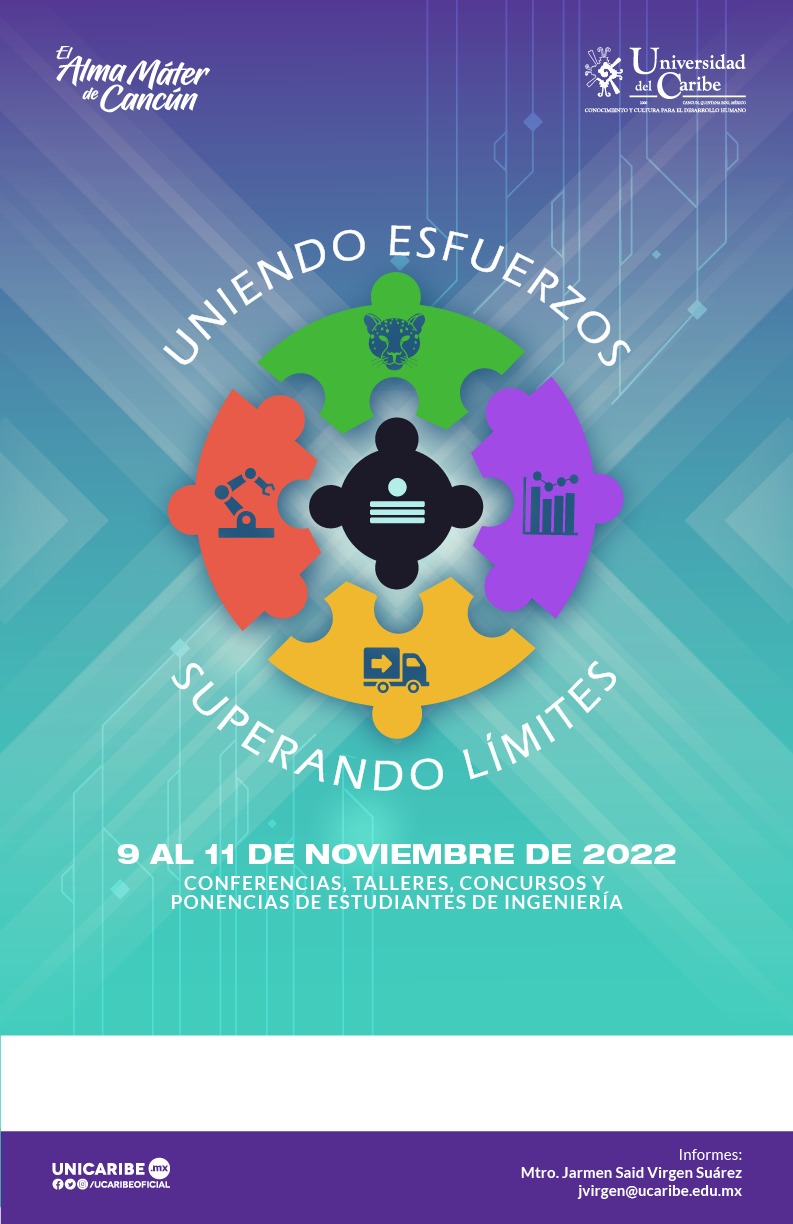 El
Alma Máter
de Cancún
Universidad
del Caribe
2000 CANCÚN, QUINTANA ROO, MÉXICO
CONOCIMIENTO Y CULTURA PARA EL DESARROLLO HUMANO
UNIENDO ESFUERZOS
SUPERANDO LÍMITES
9 AL 11 DE NOVIEMBRE DE 2022
CONFERENCIAS, TALLERES, CONCURSOS Y
PONENCIAS DE ESTUDIANTES DE INGENIERÍA
UNICARIBE .mx
/UCARIBEOFICIAL
Informes:
Mtro. Jarmen Said Virgen Suárez
jvirgen@ucaribe.edu.mx